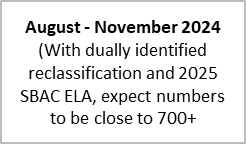 August - November 2024
(With dually identified
reclassification and 2025
SBAC ELA, expect numbers
to be close to 700+